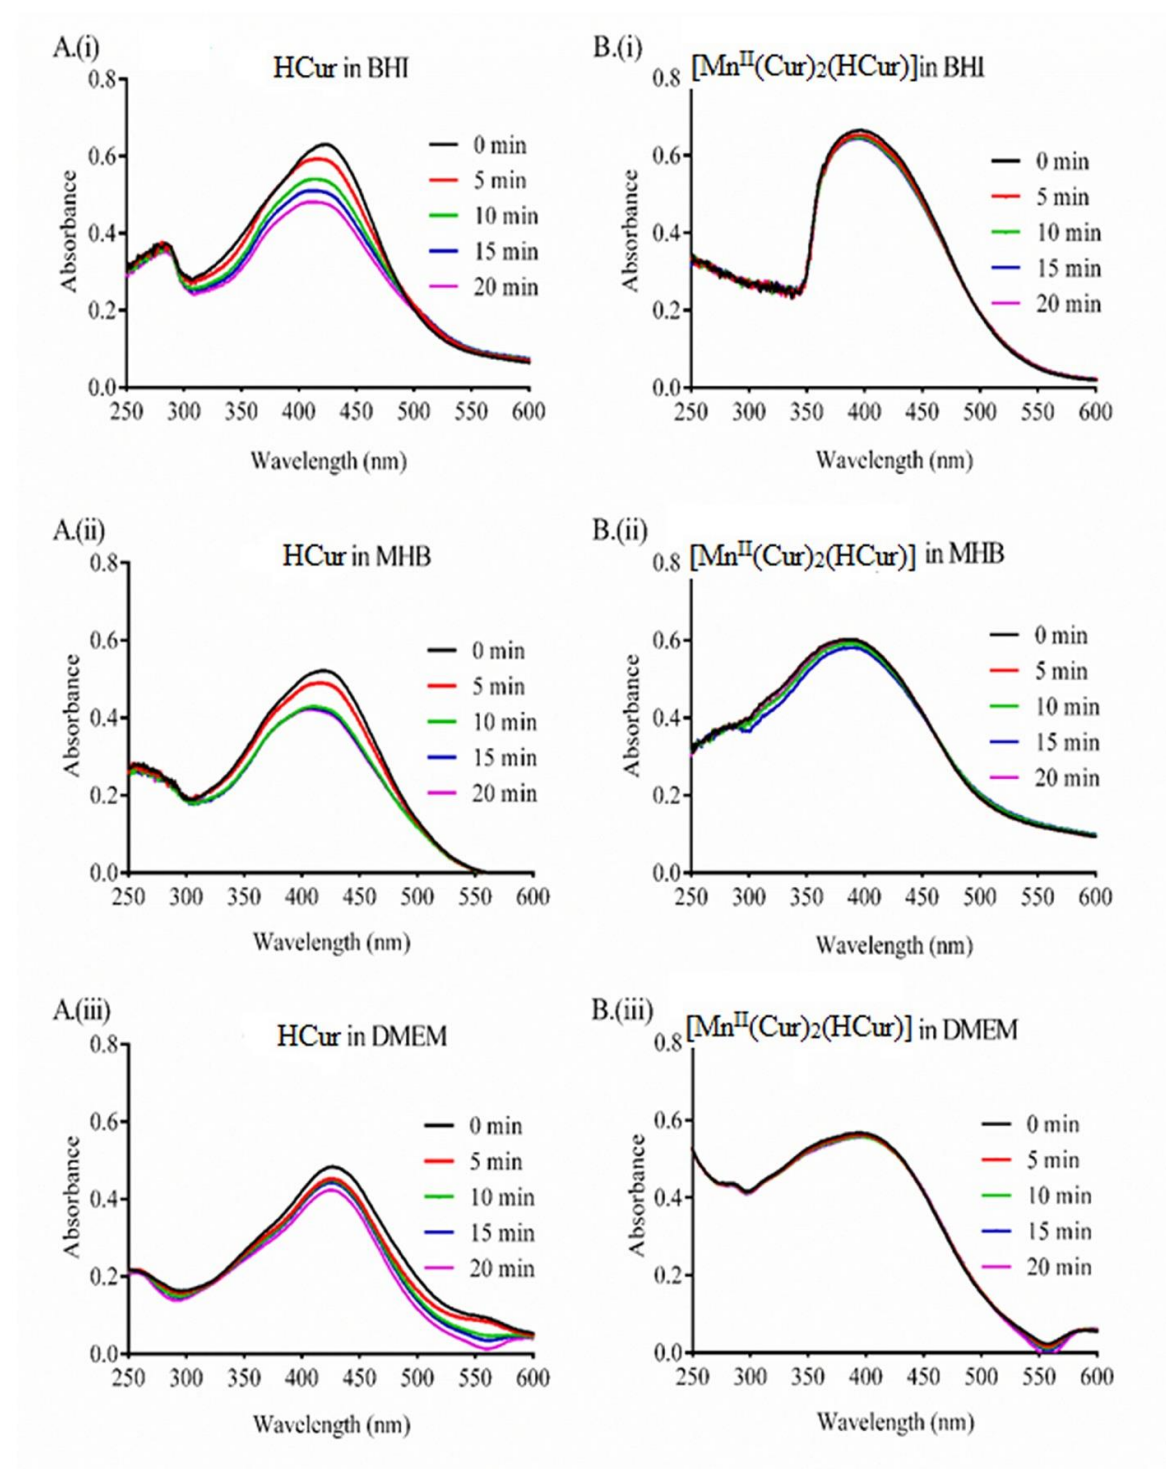 A.(i)
HCur in BHI
0.8
0.6
0.4
0.2
0.0
Absorbance
0 min
5 min
10 min
15 min
20 min
250 300 350 400 450 500 550 600
Wavelength (nm)
B.(i)
[Mnᴵᴵ(Cur)₂(HCur)]in BHI
0.8
0.6
0.4
0.2
0.0
Absorbance
0 min
5 min
10 min
15 min
20 min
250 300 350 400 450 500 550 600
Wavelength (nm)
A.(ii)
HCur in MHB
0.8
0.6
0.4
0.2
0.0
Absorbance
0 min
5 min
10 min
15 min
20 min
250 300 350 400 450 500 550 600
Wavelength (nm)
B.(ii)
[Mnᴵᴵ(Cur)₂(HCur)] in MHB
0.8
0.6
0.4
0.2
0.0
Absorbance
0 min
5 min
10 min
15 min
20 min
250 300 350 400 450 500 550 600
Wavelength (nm)
A.(iii)
HCur in DMEM
0.8
0.6
0.4
0.2
0.0
Absorbance
0 min
5 min
10 min
15 min
20 min
250 300 350 400 450 500 550 600
Wavelength (nm)
B.(iii)
[Mnᴵᴵ(Cur)₂(HCur)] in DMEM
0.8
0.6
0.4
0.2
0.0
Absorbance
0 min
5 min
10 min
15 min
20 min
250 300 350 400 450 500 550 600
Wavelength (nm)